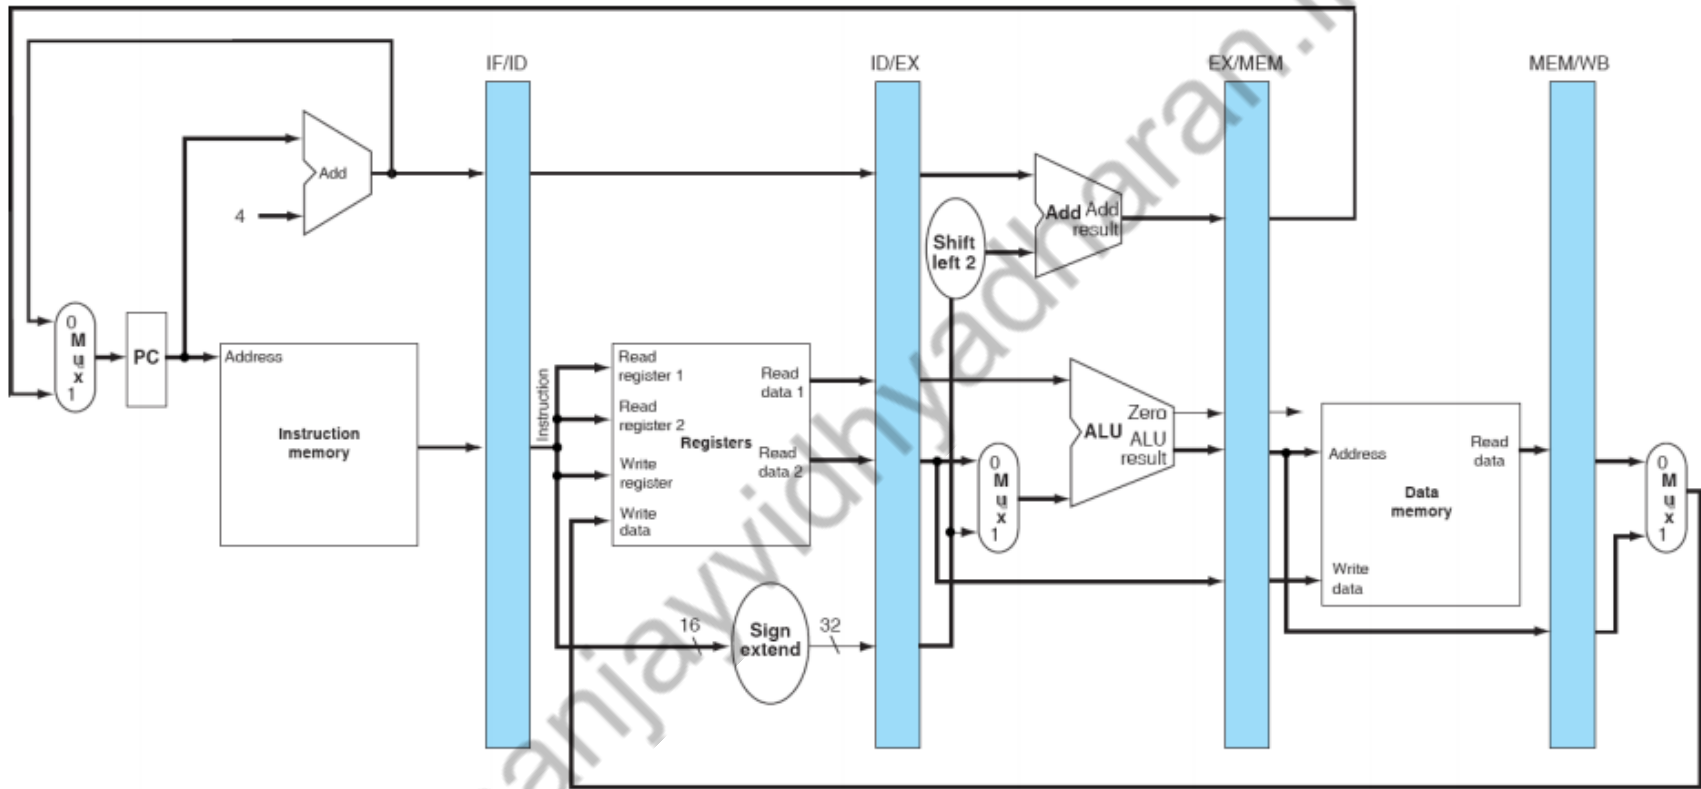 IF/ID
ID/EX
EX/MEM
MEM/WB
Add
4
Add Add
result
Shift
left 2
0
M
u
x
1
PC
Address
Instruction
memory
Instruction
Read
register 1
Read
register 2
Write
register
Write
data
Registers
Read
data 1
Read
data 2
16
Sign
extend
32
0
M
u
x
1
Zero
ALU
ALU
result
Address
Read
data
Data
memory
Write
data
0
M
u
x
1
anjayvidhyadharan.